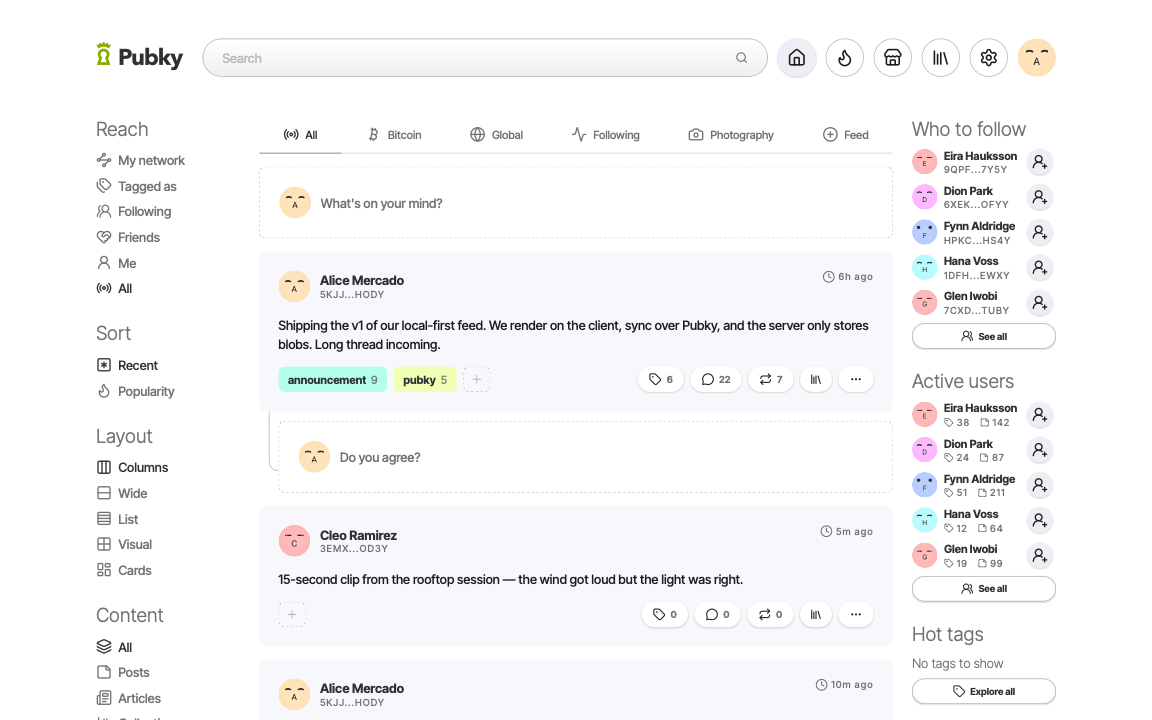 Pubky
Search
Reach
My network
Tagged as
Following
Friends
Me
All
Sort
Recent
Popularity
Layout
Columns
Wide
List
Visual
Cards
Content
All
Posts
Articles
All
Bitcoin
Global
Following
Photography
Feed
A
What's on your mind?
A
Alice Mercado
5KJJ...HODY
6h ago
Shipping the v1 of our local-first feed. We render on the client, sync over Pubky, and the server only stores
blobs. Long thread incoming.
announcement 9
pubky 5
6
22
7
A
Do you agree?
C
Cleo Ramirez
3EMX...OD3Y
5m ago
15-second clip from the rooftop session — the wind got loud but the light was right.
0
0
0
A
Alice Mercado
5KJJ...HODY
10m ago
A
Who to follow
E
Eira Hauksson
9QPF...7Y5Y
D
Dion Park
6XEK...OFYY
F
Fynn Aldridge
HPKC...HS4Y
H
Hana Voss
1DFH...EWXY
G
Glen Iwobi
7CXD...TUBY
See all
Active users
E
Eira Hauksson
38 142
D
Dion Park
24 87
F
Fynn Aldridge
51 211
H
Hana Voss
12 64
G
Glen Iwobi
19 99
See all
Hot tags
No tags to show
Explore all